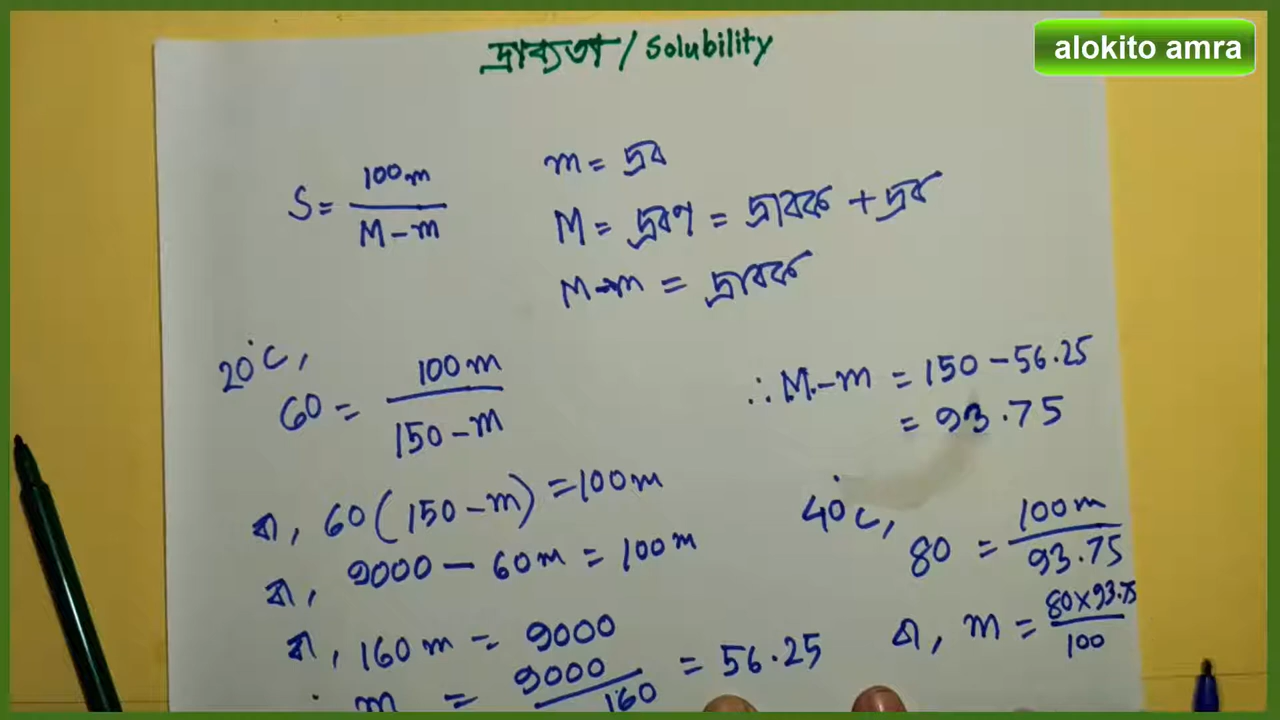 alokito amra
দ্রাব্যতা / Solubility
S = 100m / M - m
m = দ্রব
M = দ্রবণ = দ্রাবক + দ্রব
M - m = দ্রাবক
20°C,
60 = 100m / 150 - m
বা, 60(150 - m) = 100m
বা, 9000 - 60m = 100m
বা, 160m = 9000
∴ m = 9000 / 160 = 56.25
∴ M - m = 150 - 56.25
= 93.75
40°C,
80 = 100m / 93.75
বা, m = 80×93.75 / 100